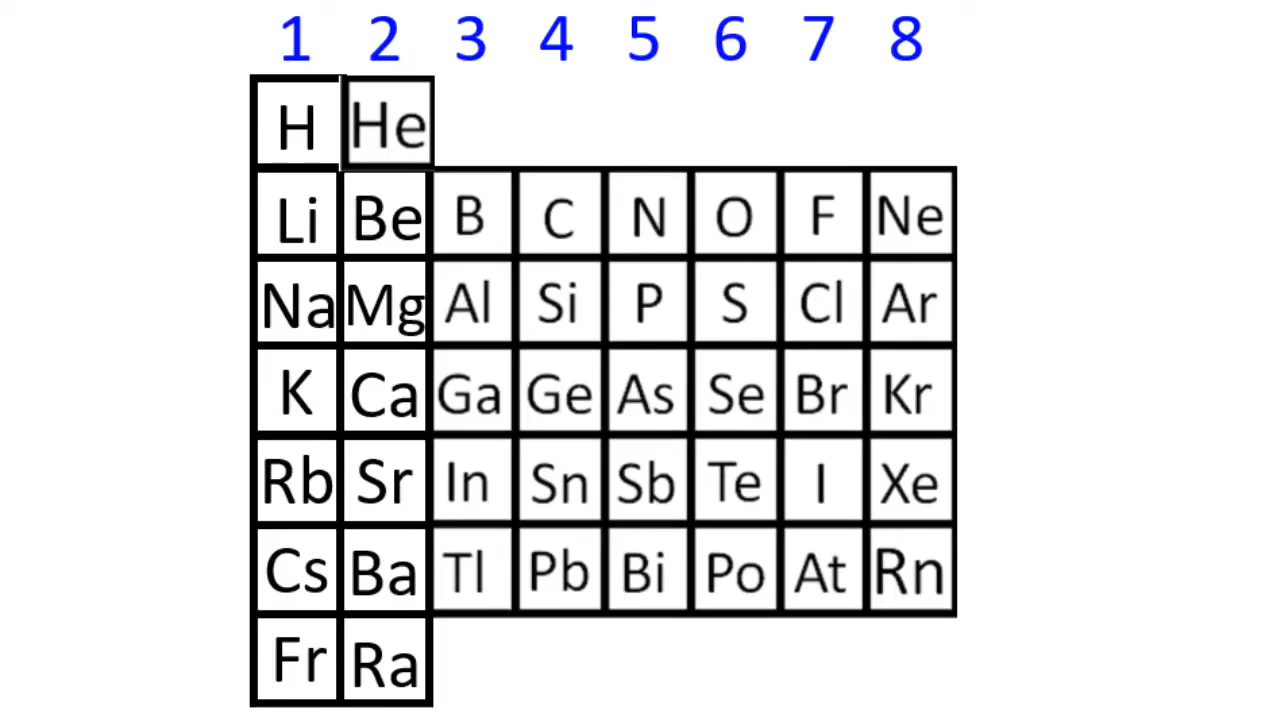 1 2 3 4 5 6 7 8
H He
Li Be B C N O F Ne
Na Mg Al Si P S Cl Ar
K Ca Ga Ge As Se Br Kr
Rb Sr In Sn Sb Te I Xe
Cs Ba Tl Pb Bi Po At Rn
Fr Ra